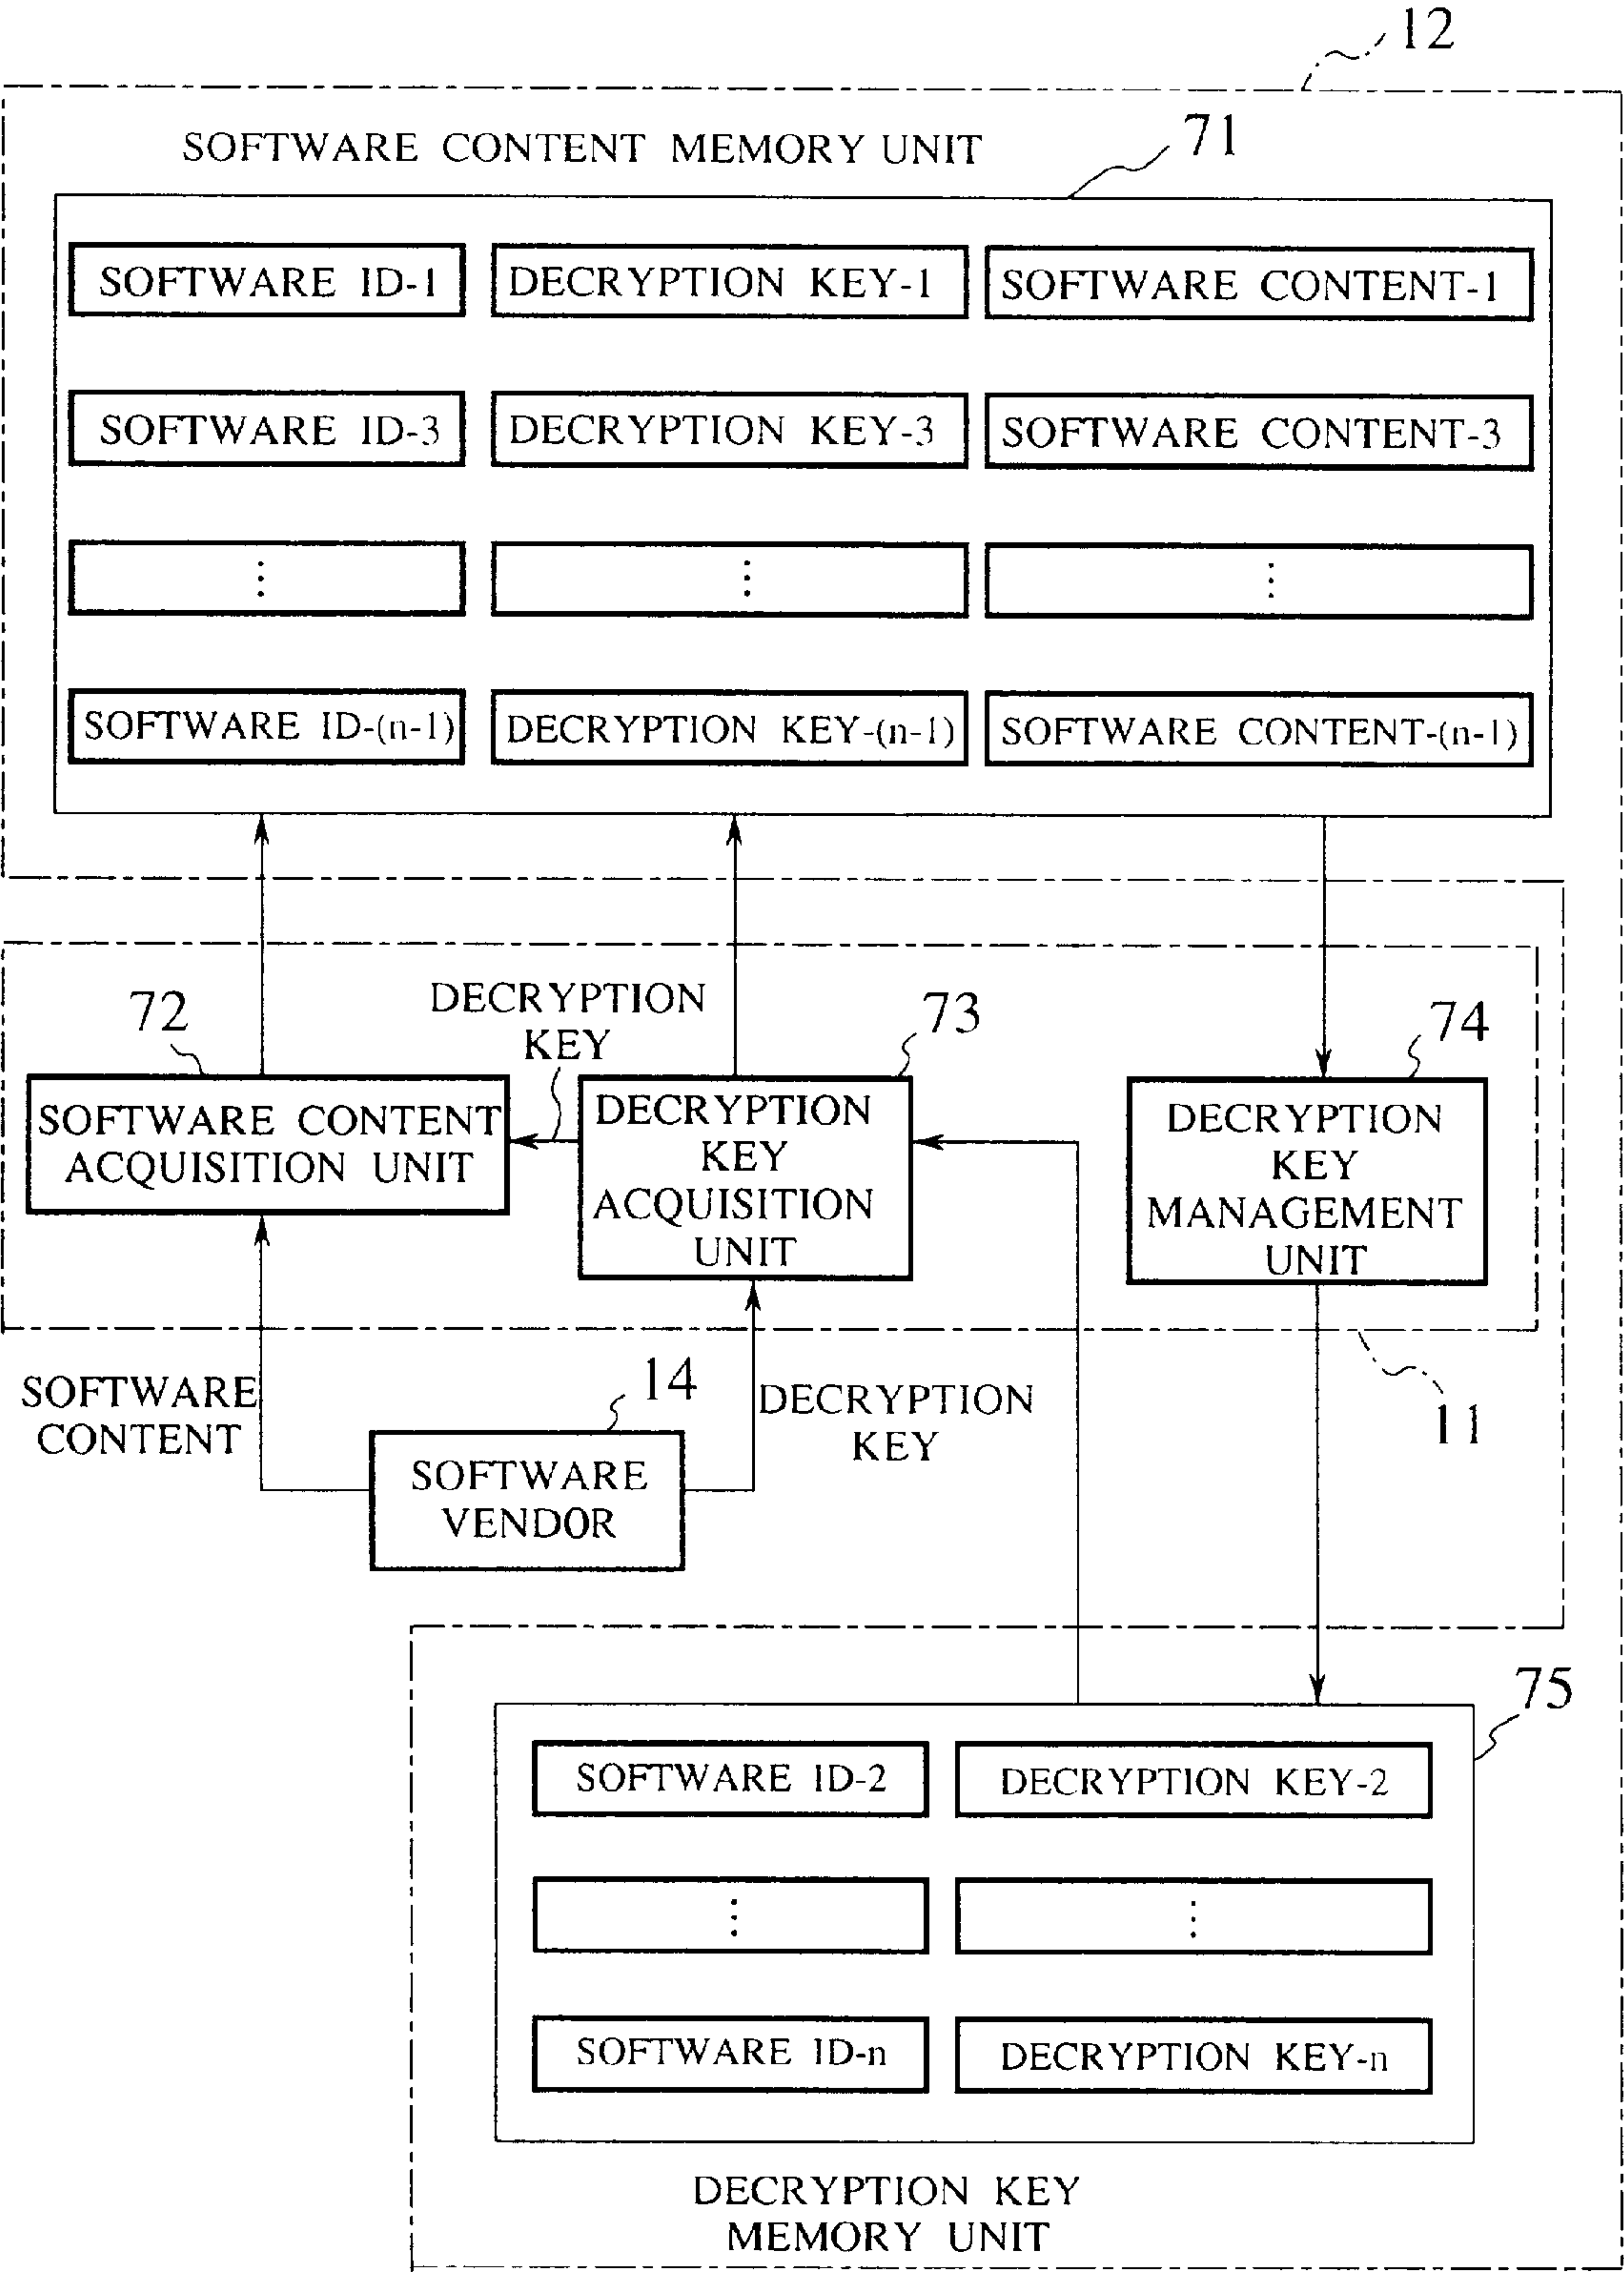 12
SOFTWARE CONTENT MEMORY UNIT
71
SOFTWARE ID-1
DECRYPTION KEY-1
SOFTWARE CONTENT-1
SOFTWARE ID-3
DECRYPTION KEY-3
SOFTWARE CONTENT-3
SOFTWARE ID-(n-1)
DECRYPTION KEY-(n-1)
SOFTWARE CONTENT-(n-1)
72
DECRYPTION
KEY
73
74
SOFTWARE CONTENT
ACQUISITION UNIT
DECRYPTION
KEY
ACQUISITION
UNIT
DECRYPTION
KEY
MANAGEMENT
UNIT
SOFTWARE
CONTENT
14
DECRYPTION
KEY
11
SOFTWARE
VENDOR
75
SOFTWARE ID-2
DECRYPTION KEY-2
SOFTWARE ID-n
DECRYPTION KEY-n
DECRYPTION KEY
MEMORY UNIT